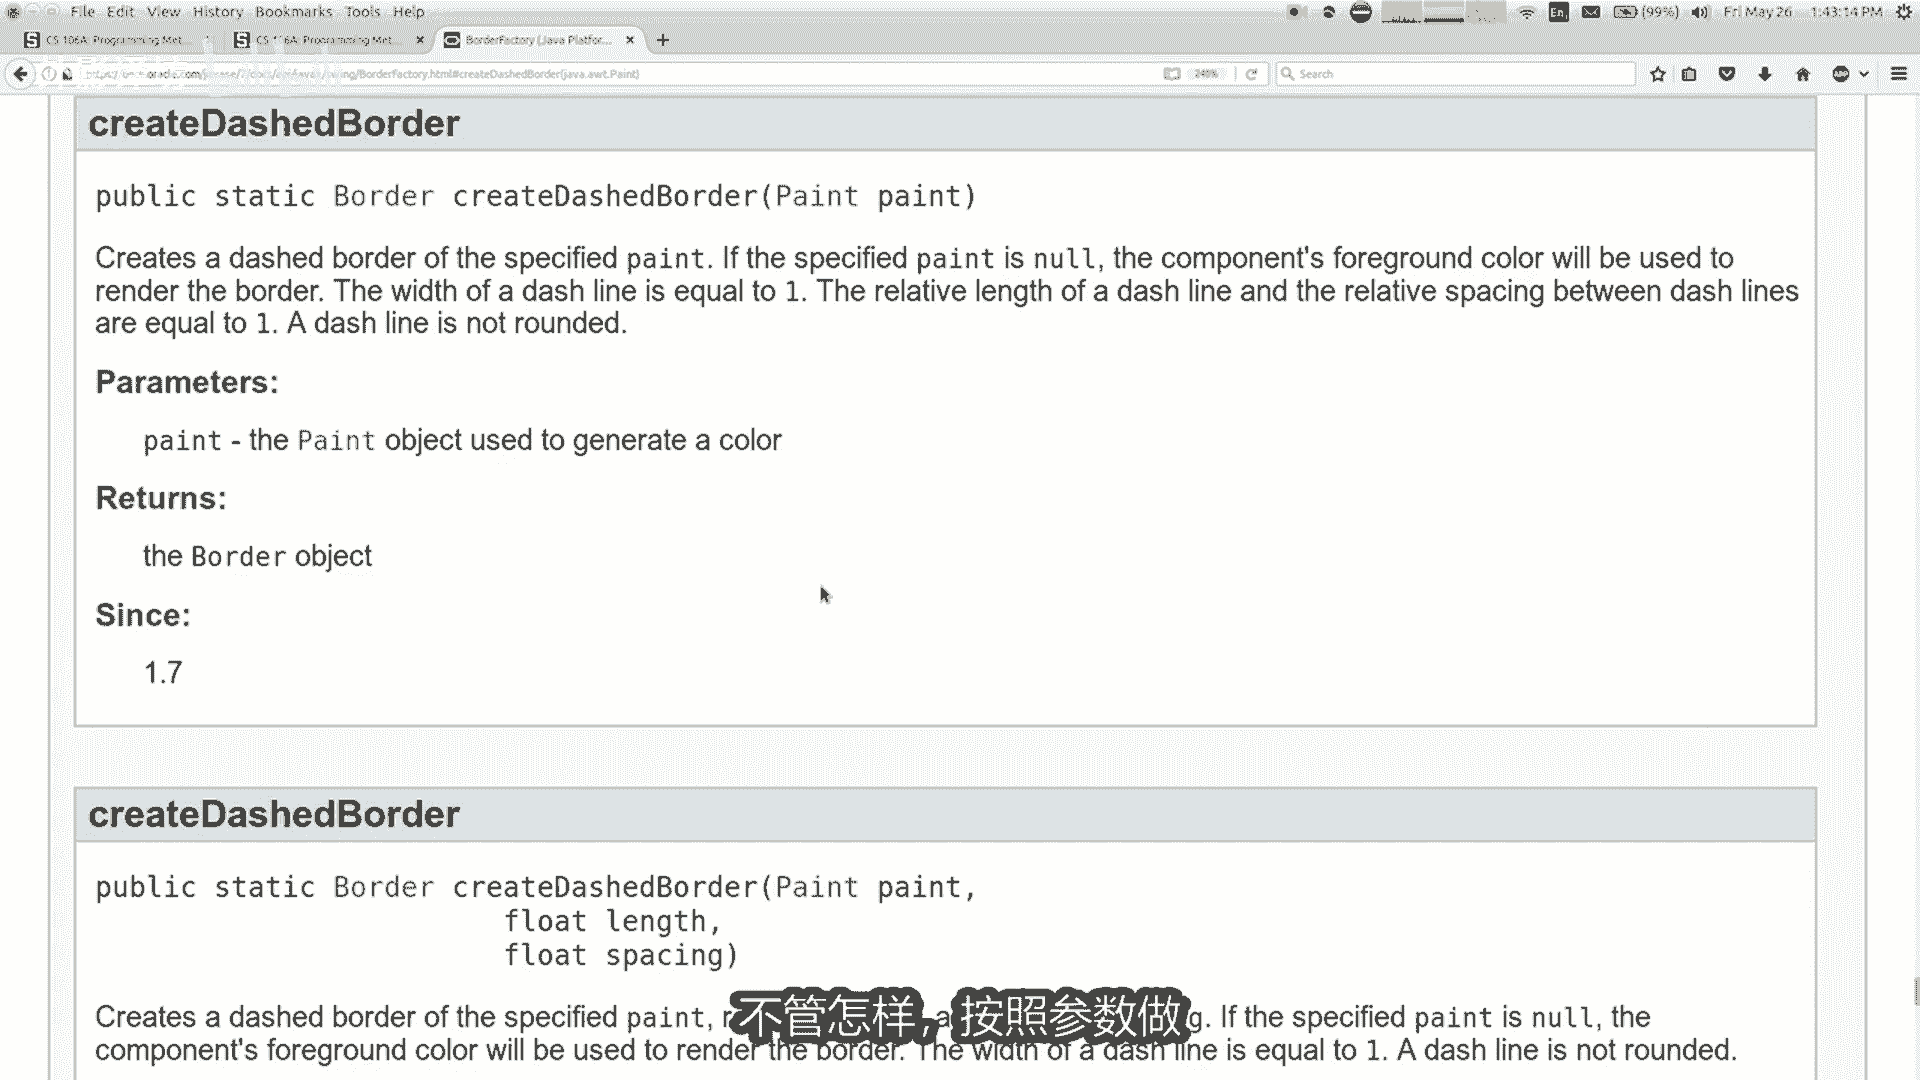 File Edit View History Bookmarks Tools Help
En (99%) Fri May 26 1:43:14 PM
CS 106A: Programming Met... CS 106A: Programming Met... BorderFactory (Java Platfor...
BorderFactory.html#createDashedBorder(java.awt.Paint) 240% Search
createDashedBorder
public static Border createDashedBorder(Paint paint)
Creates a dashed border of the specified paint. If the specified paint is null, the component's foreground color will be used to
render the border. The width of a dash line is equal to 1. The relative length of a dash line and the relative spacing between dash lines
are equal to 1. A dash line is not rounded.
Parameters:
paint - the Paint object used to generate a color
Returns:
the Border object
Since:
1.7
createDashedBorder
public static Border createDashedBorder(Paint paint,
float length,
float spacing)
Creates a dashed border of the specified paint, If the specified paint is null, the
component's foreground color will be used to render the border. The width of a dash line is equal to 1. A dash line is not rounded.
不管怎样，按照参数做